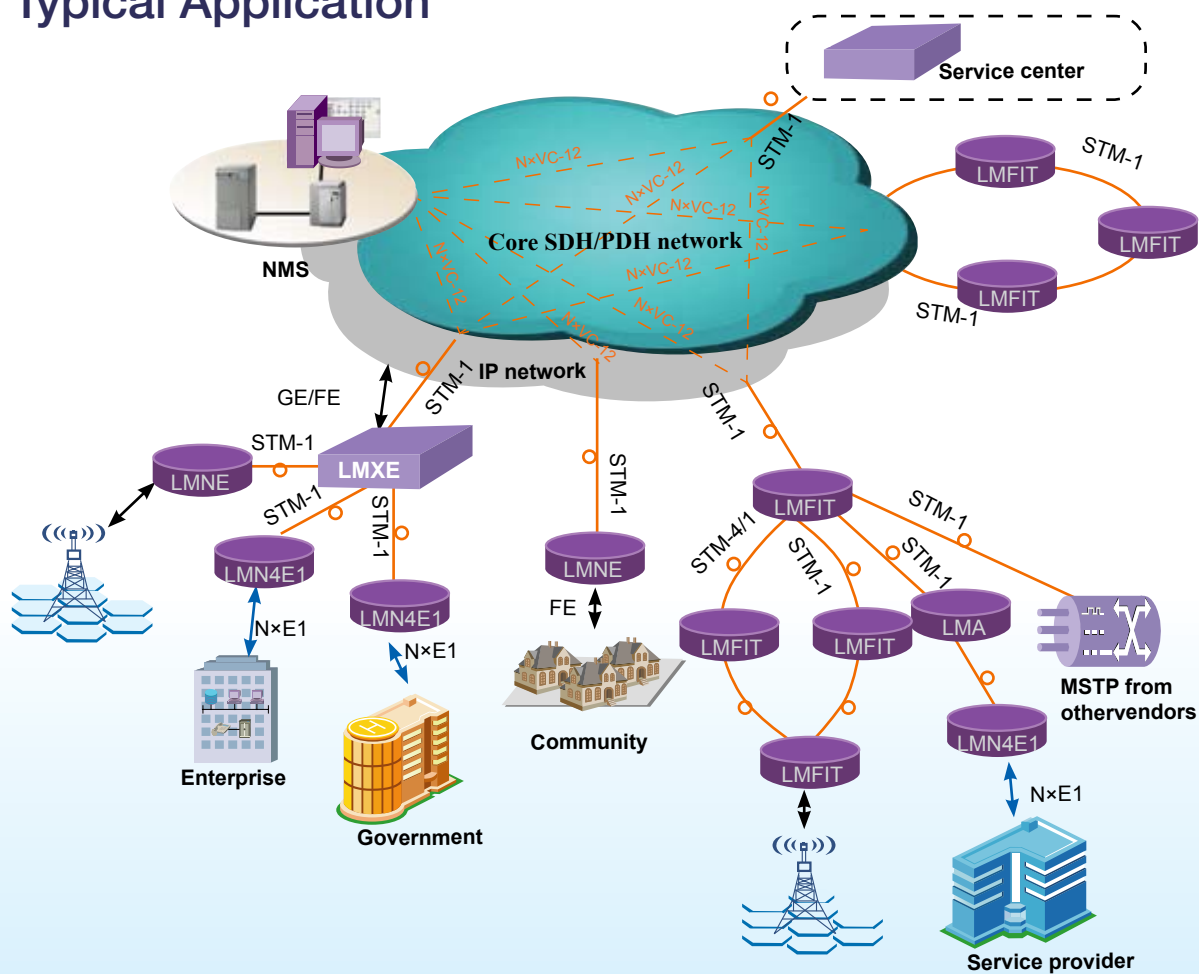 Typical Application
Service center
STM-1
STM-1
LMFIT
LMFIT
LMFIT
STM-1
NMS
Core SDH/PDH network
N×VC-12
N×VC-12
N×VC-12
N×VC-12
N×VC-12
N×VC-12
N×VC-12
N×VC-12
IP network
GE/FE
STM-1
STM-1
STM-1
LMNE
LMXE
STM-1
STM-1
STM-1
LMFIT
STM-1
LMN4E1
LMN4E1
LMNE
STM-4/1
STM-1
STM-1
N×E1
N×E1
FE
LMFIT
LMFIT
LMA
MSTP from
othervendors
Enterprise
Government
Community
LMFIT
LMN4E1
N×E1
Service provider